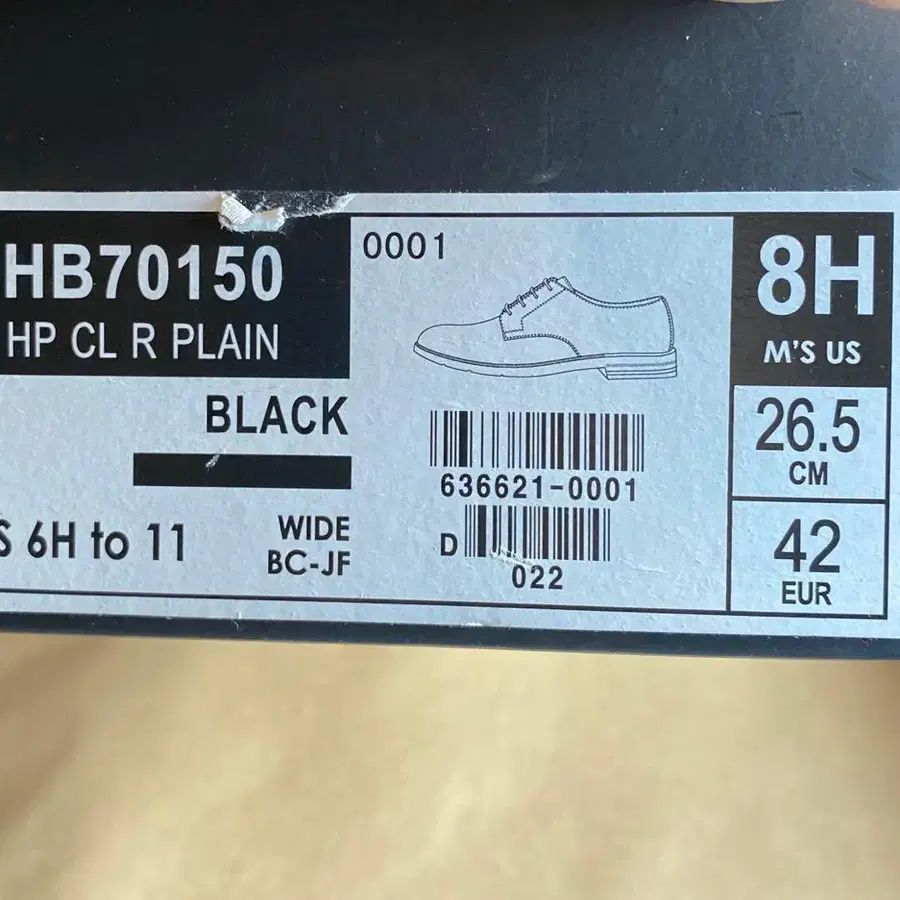 HB70150
HP CL R PLAIN
BLACK
S 6H to 11
WIDE
BC-JF
0001
636621-0001
D
022
8H
M'S US
26.5
CM
42
EUR